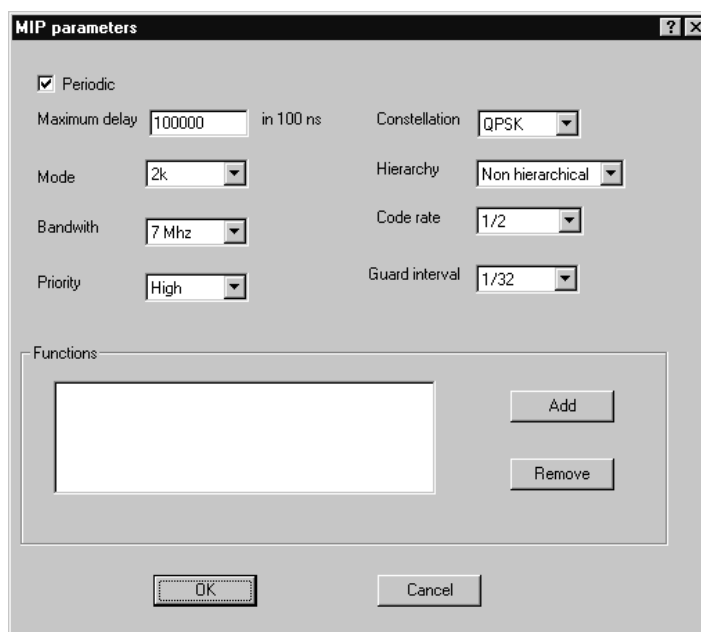 MIP parameters
Periodic
Maximum delay 100000 in 100 ns
Constellation QPSK
Mode 2k
Hierarchy Non hierarchical
Bandwith 7 Mhz
Code rate 1/2
Priority High
Guard interval 1/32
Functions
Add
Remove
OK
Cancel